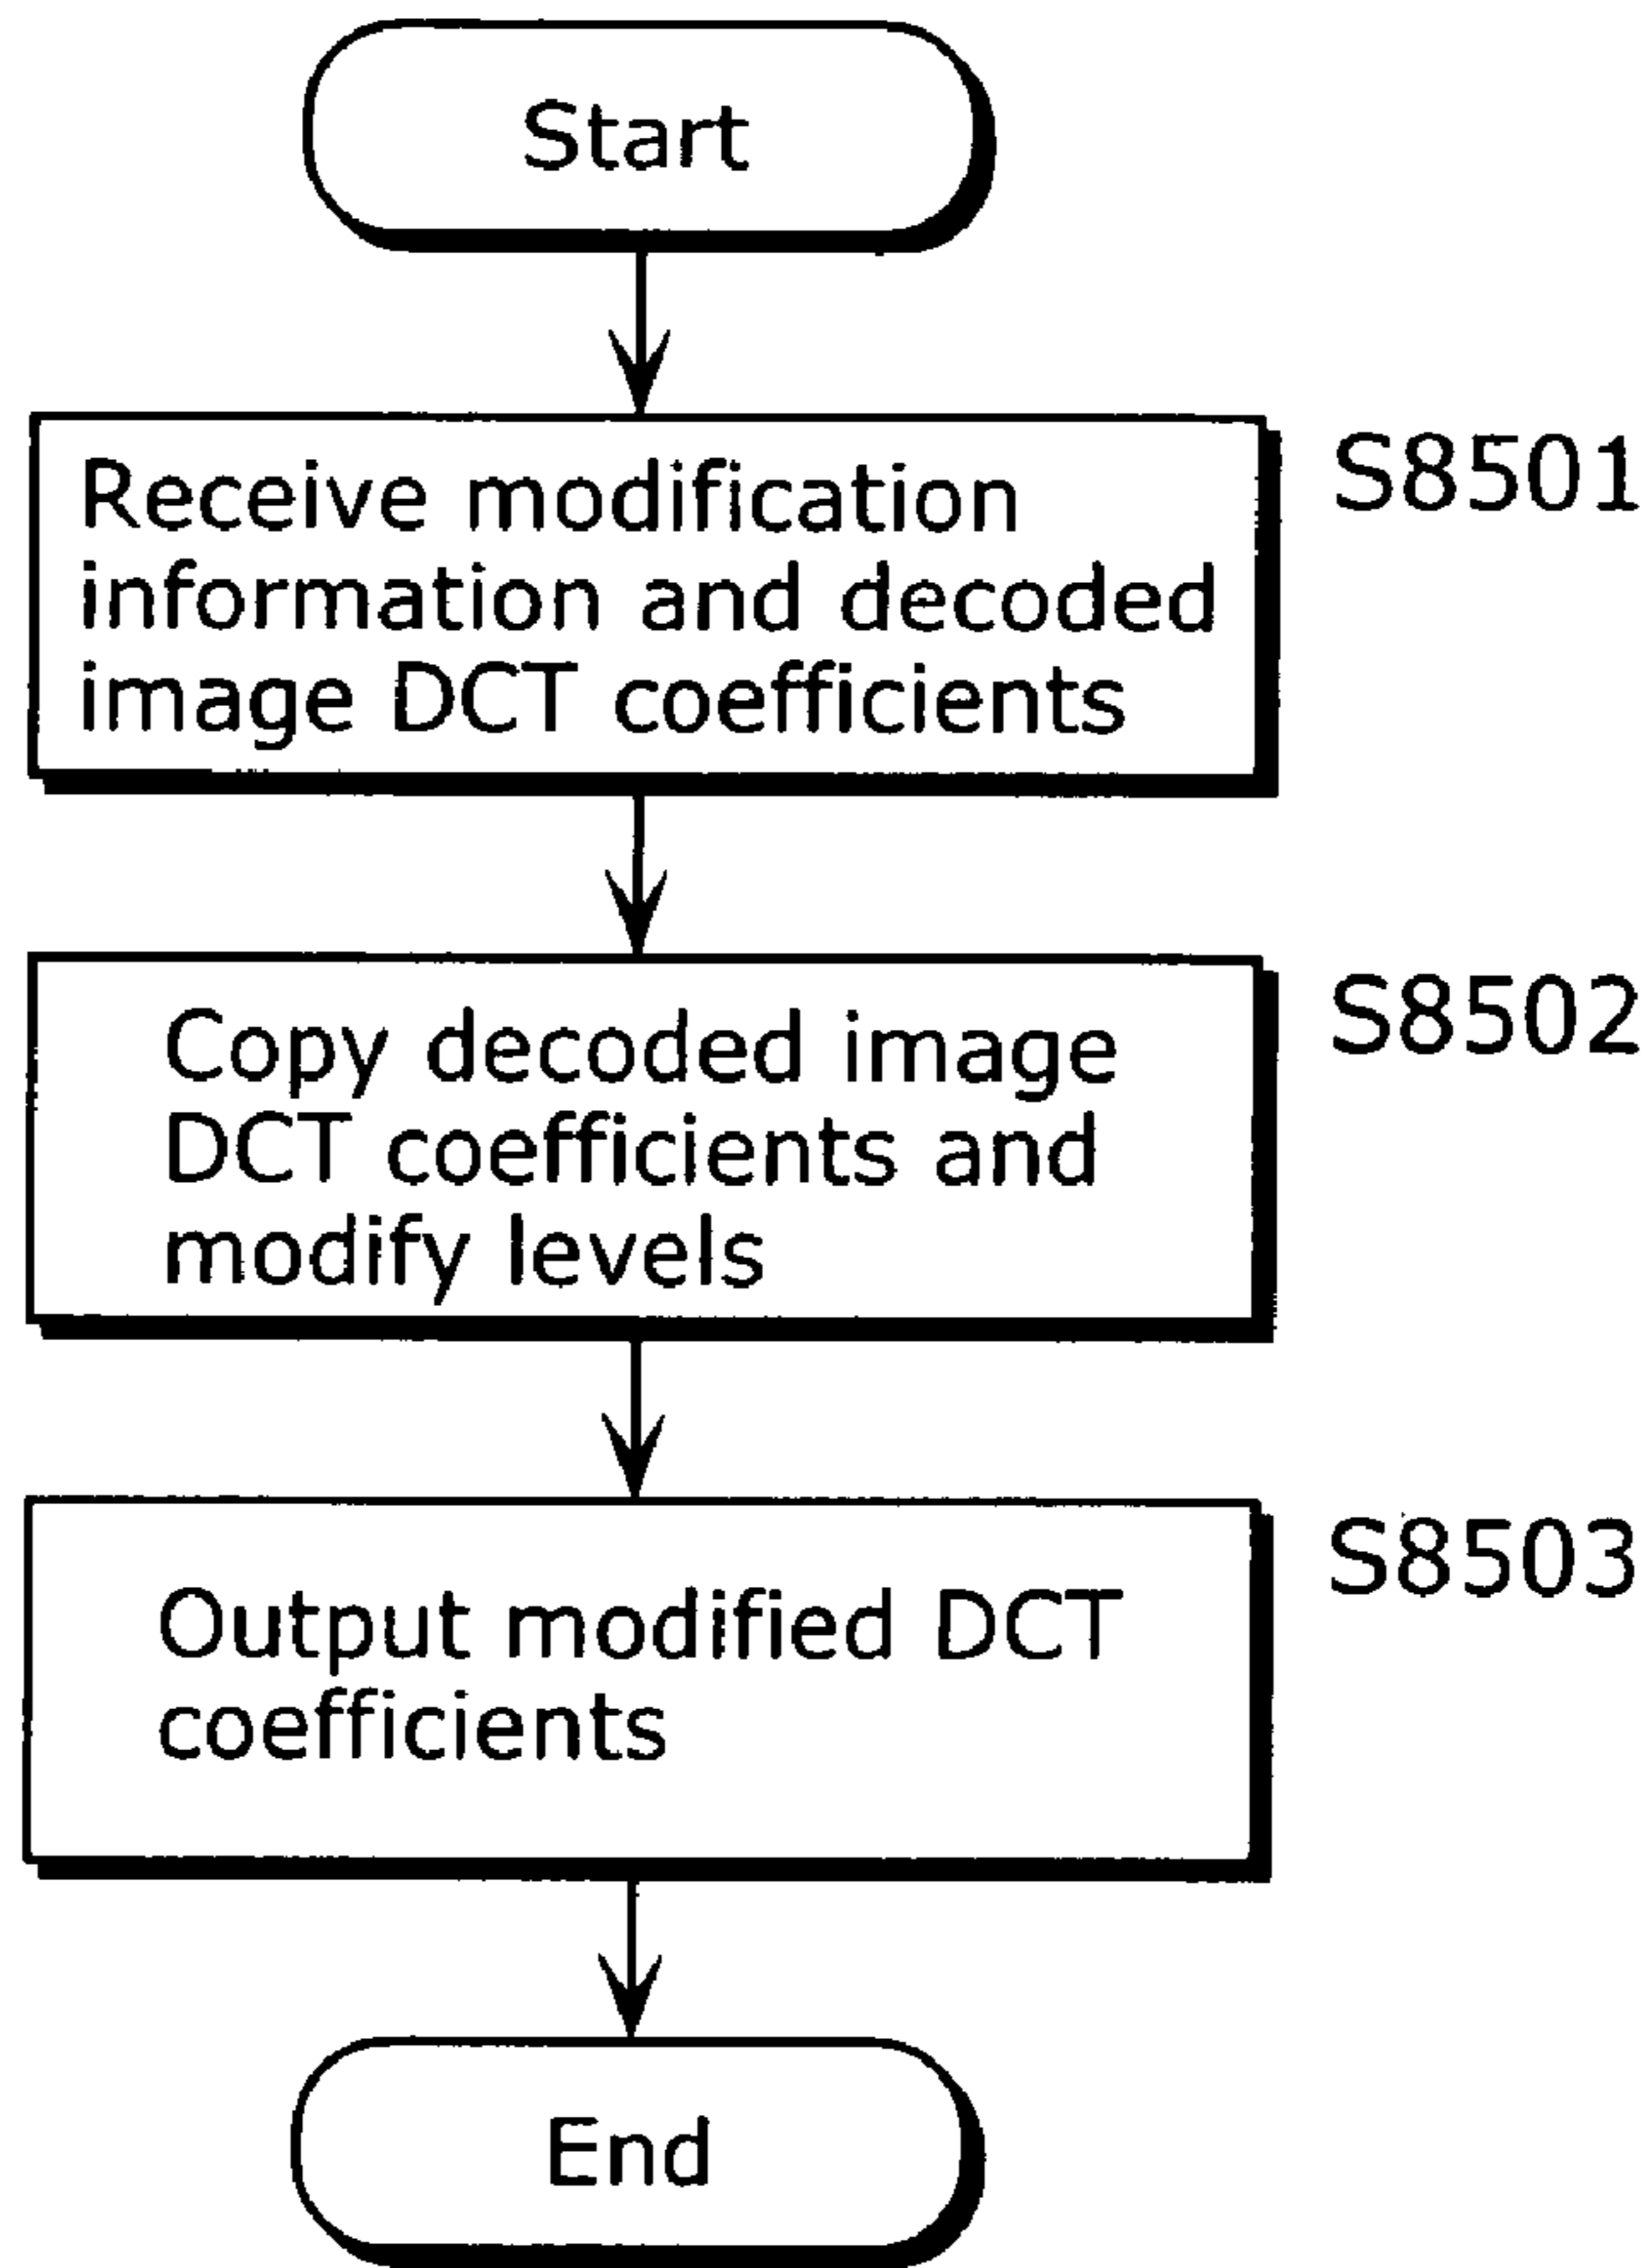 Start
Receive modification
information and decoded
image DCT coefficients
S8501
Copy decoded image
DCT coefficients and
modify levels
S8502
Output modified DCT
coefficients
S8503
End